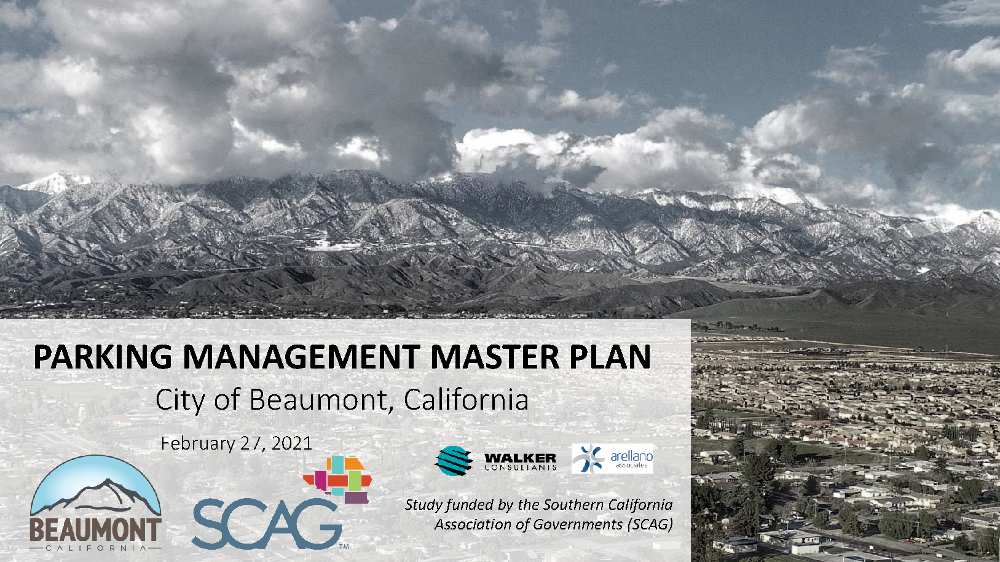 PARKING MANAGEMENT MASTER PLAN
City of Beaumont, California
February 27, 2021
WALKER
CONSULTANTS
arellano
associates
BEAUMONT
CALIFORNIA
SCAG™
Study funded by the Southern California
Association of Governments (SCAG)